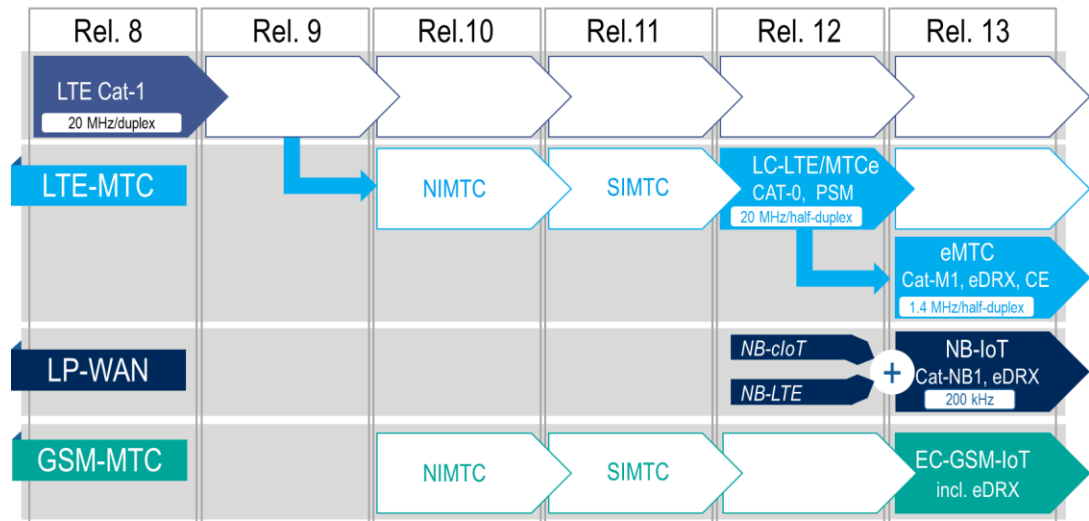 Rel. 8 Rel. 9 Rel.10 Rel.11 Rel. 12 Rel. 13
LTE Cat-1
20 MHz/duplex
LTE-MTC
NIMTC
SIMTC
LC-LTE/MTCe
CAT-0, PSM
20 MHz/half-duplex
eMTC
Cat-M1, eDRX, CE
1.4 MHz/half-duplex
LP-WAN
NB-cIoT
NB-LTE
+
NB-IoT
Cat-NB1, eDRX
200 kHz
GSM-MTC
NIMTC
SIMTC
EC-GSM-IoT
incl. eDRX